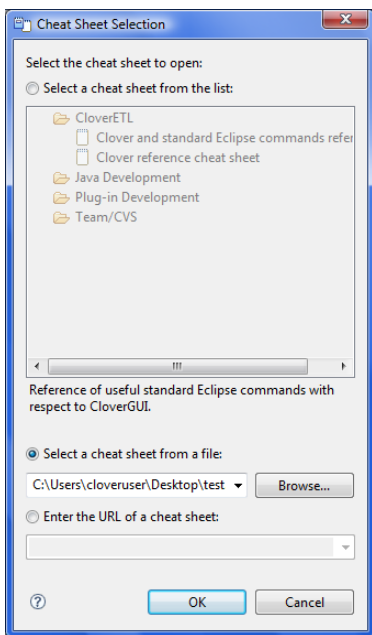 Cheat Sheet Selection
Select the cheat sheet to open:
Select a cheat sheet from the list:
CloverETL
Clover and standard Eclipse commands refer
Clover reference cheat sheet
Java Development
Plug-in Development
Team/CVS
Reference of useful standard Eclipse commands with
respect to CloverGUI.
Select a cheat sheet from a file:
C:\Users\cloveruser\Desktop\test
Browse...
Enter the URL of a cheat sheet:
OK
Cancel